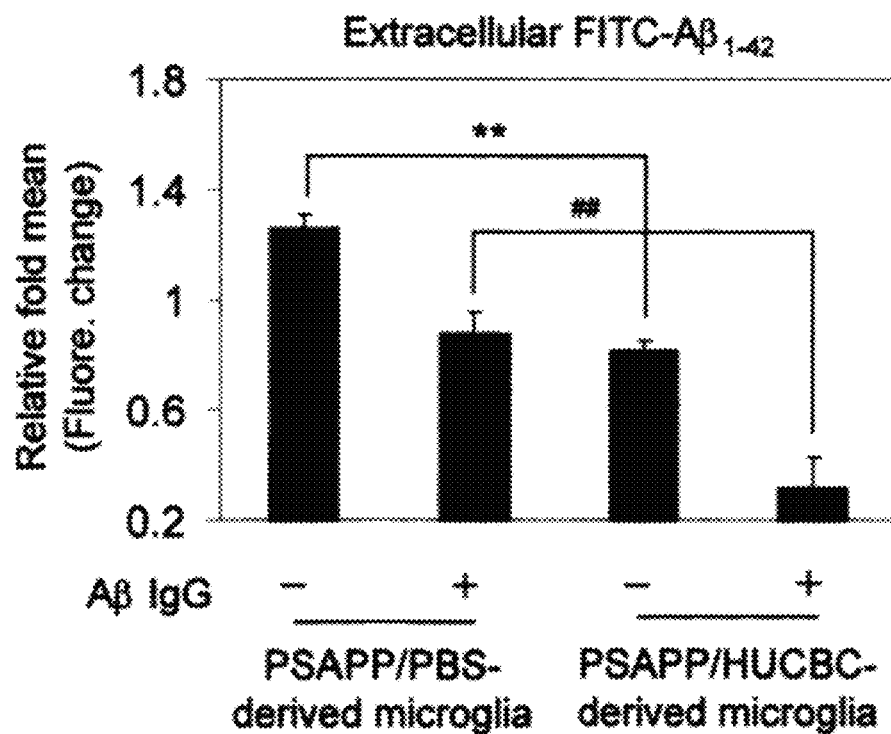 Extracellular FITC-Aβ1-42
Relative fold mean
(Fluore. change)
1.8
1.4
1
0.6
0.2
**
##
Aβ IgG − + − +
PSAPP/PBS-
derived microglia
PSAPP/HUCBC-
derived microglia